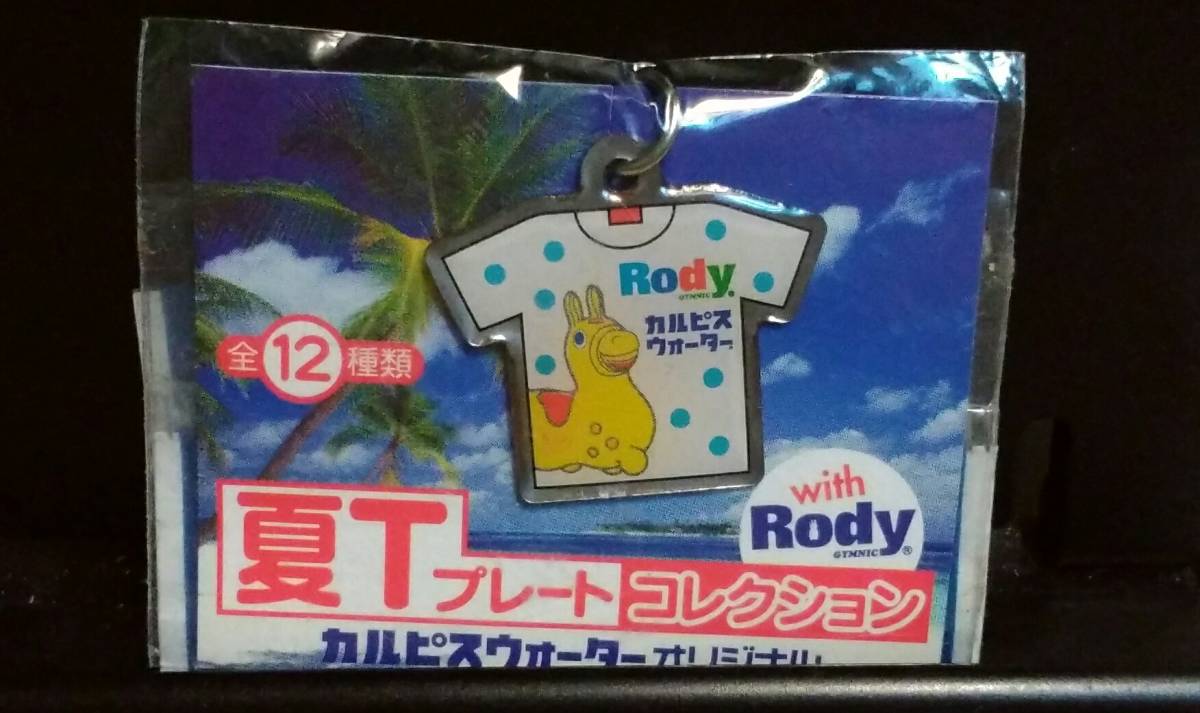 Rody
GYMNIC
カルピス
ウォーター
全12種類
with
Rody®
GYMNIC
夏Tプレートコレクション
カルピスウォーターオリジナル